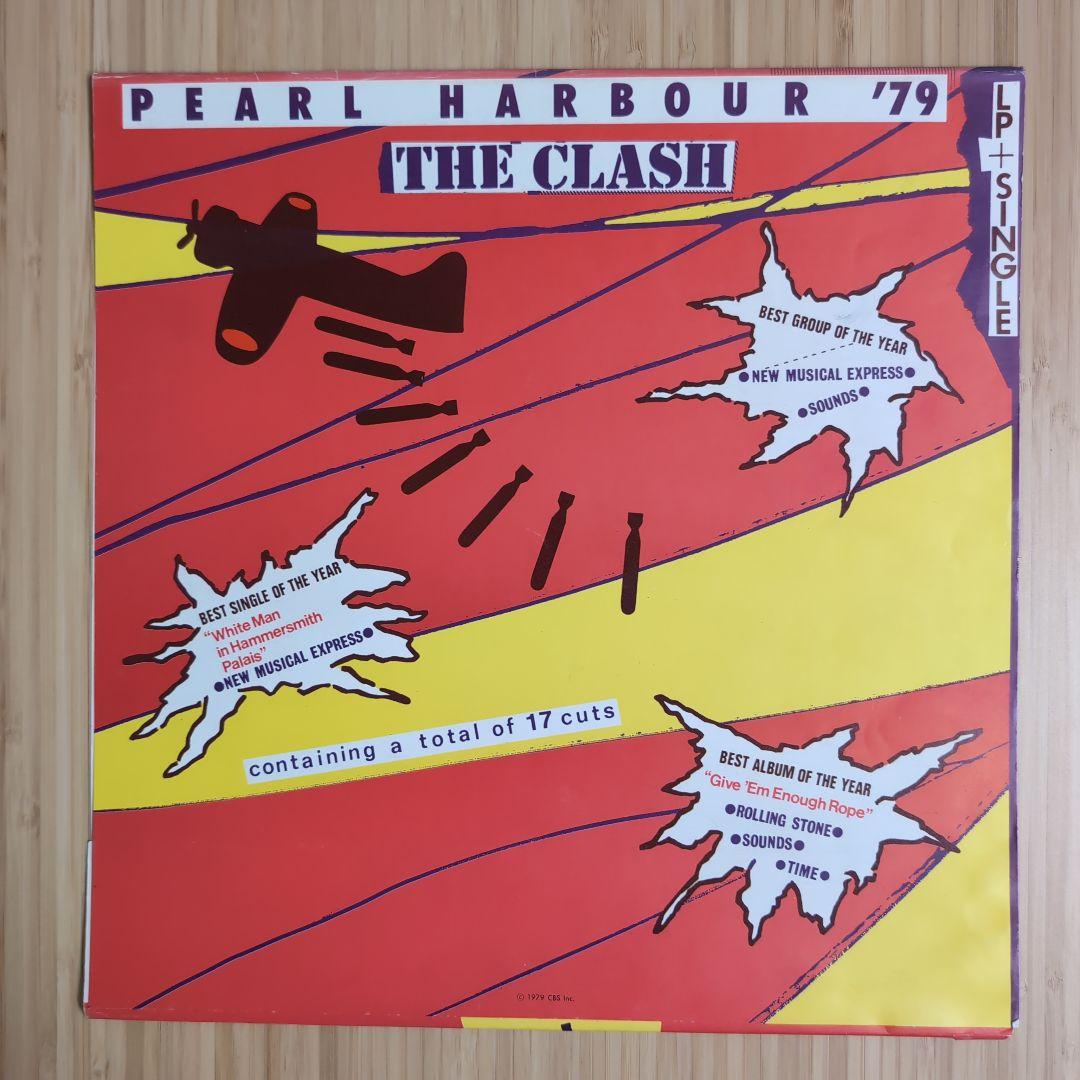 PEARL HARBOUR '79
THE CLASH
LP + SINGLE
BEST GROUP OF THE YEAR
•NEW MUSICAL EXPRESS•
•SOUNDS•
BEST SINGLE OF THE YEAR
"White Man
in Hammersmith
Palais"
•NEW MUSICAL EXPRESS•
containing a total of 17 cuts
BEST ALBUM OF THE YEAR
"Give 'Em Enough Rope"
•ROLLING STONE•
•SOUNDS•
•TIME•
© 1979 CBS Inc.